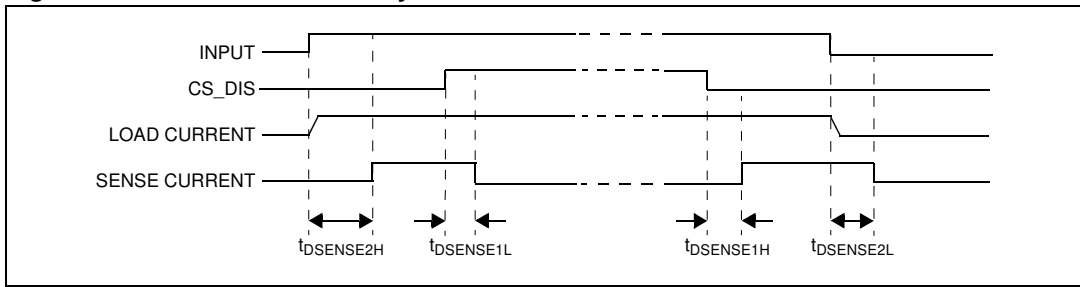 INPUT
CS_DIS
LOAD CURRENT
SENSE CURRENT
tDSENSE2H tDSENSE1L tDSENSE1H tDSENSE2L